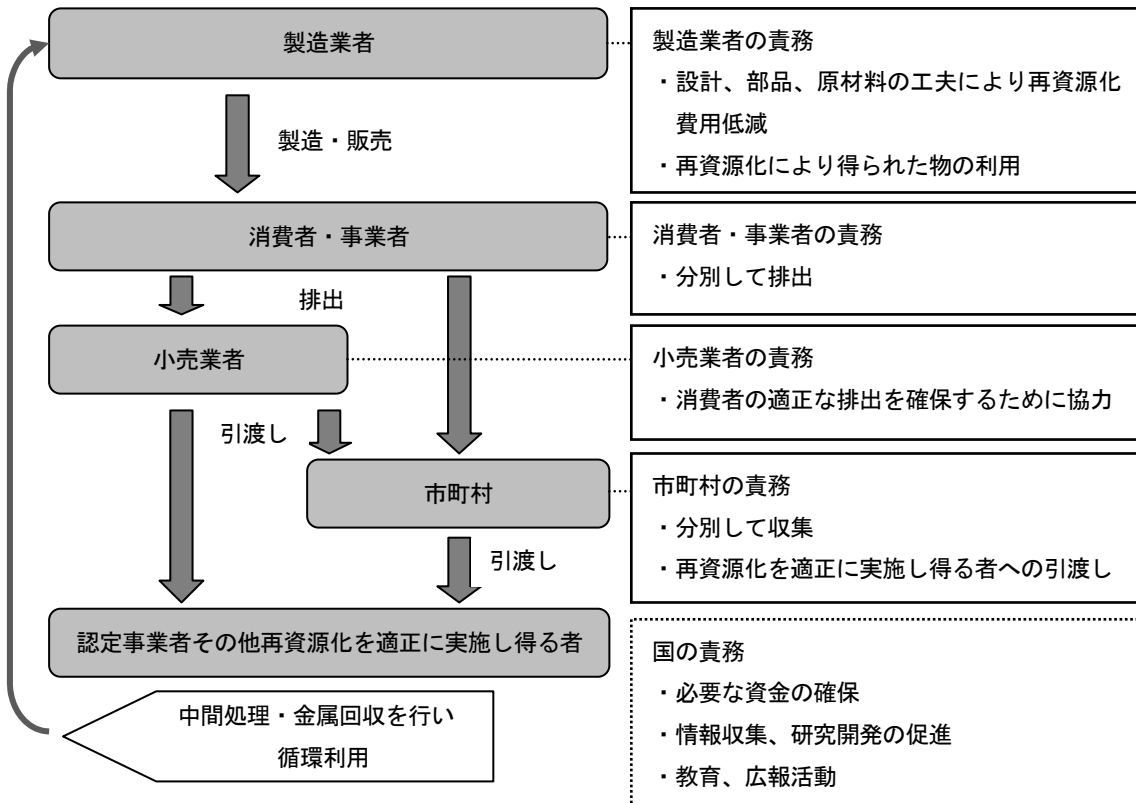 製造業者
製造業者の責務
・設計、部品、原材料の工夫により再資源化
費用低減
・再資源化により得られた物の利用
製造・販売
消費者・事業者
消費者・事業者の責務
・分別して排出
排出
小売業者
小売業者の責務
・消費者の適正な排出を確保するために協力
引渡し
市町村
市町村の責務
・分別して収集
・再資源化を適正に実施し得る者への引渡し
引渡し
認定事業者その他再資源化を適正に実施し得る者
国の責務
・必要な資金の確保
・情報収集、研究開発の促進
・教育、広報活動
中間処理・金属回収を行い
循環利用